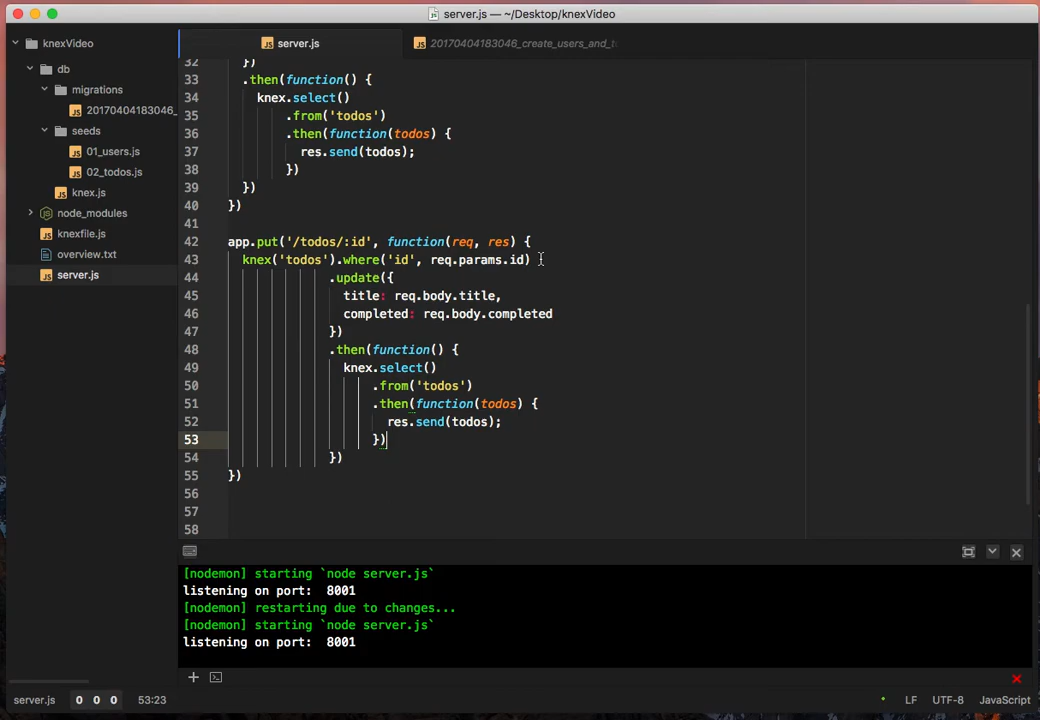 server.js — ~/Desktop/knexVideo
knexVideo
db
migrations
20170404183046_
seeds
01_users.js
02_todos.js
knex.js
node_modules
knexfile.js
overview.txt
server.js
server.js
20170404183046_create_users_and_t
32 })
33 .then(function() {
34 knex.select()
35 .from('todos')
36 .then(function(todos) {
37 res.send(todos);
38 })
39 })
40 })
41
42 app.put('/todos/:id', function(req, res) {
43 knex('todos').where('id', req.params.id)
44 .update({
45 title: req.body.title,
46 completed: req.body.completed
47 })
48 .then(function() {
49 knex.select()
50 .from('todos')
51 .then(function(todos) {
52 res.send(todos);
53 })
54 })
55 })
56
57
58
[nodemon] starting `node server.js`
listening on port:  8001
[nodemon] restarting due to changes...
[nodemon] starting `node server.js`
listening on port:  8001
server.js 0 0 0 53:23 LF UTF-8 JavaScript